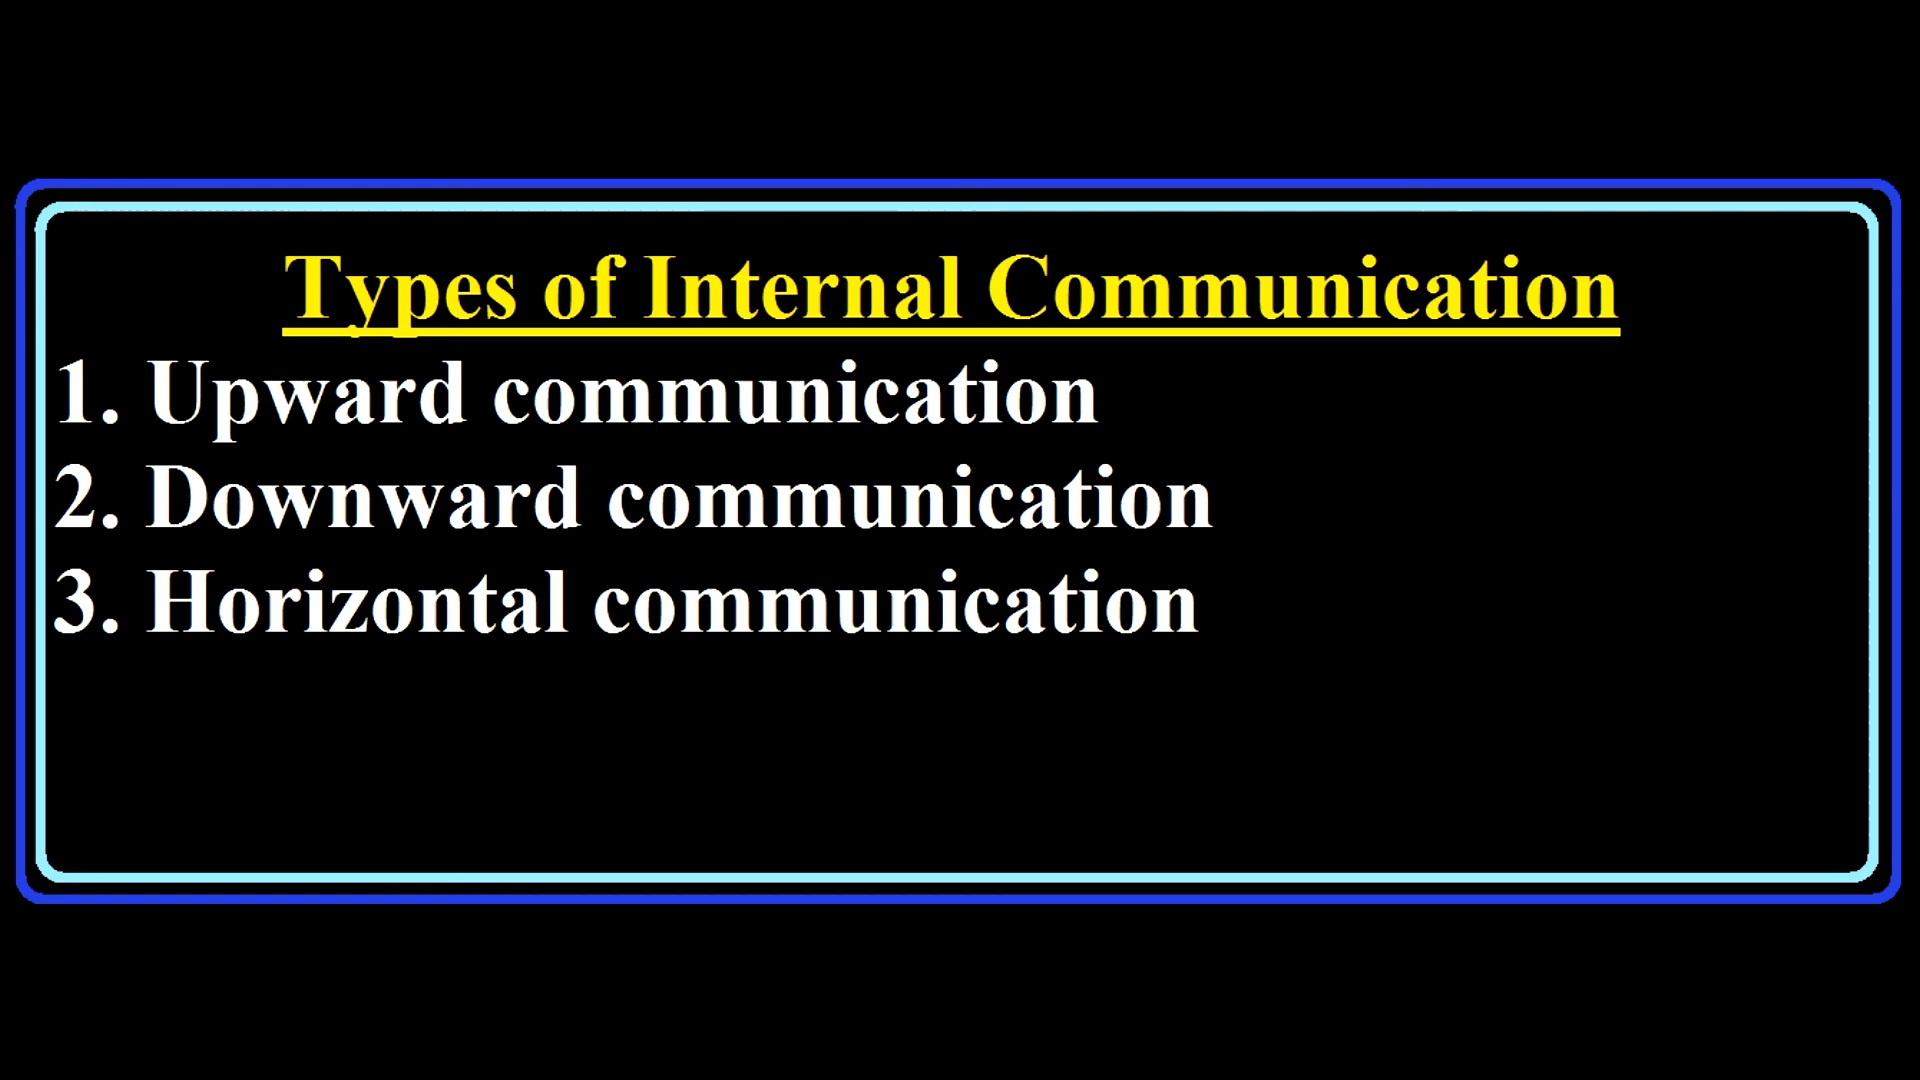 Types of Internal Communication
1. Upward communication
2. Downward communication
3. Horizontal communication